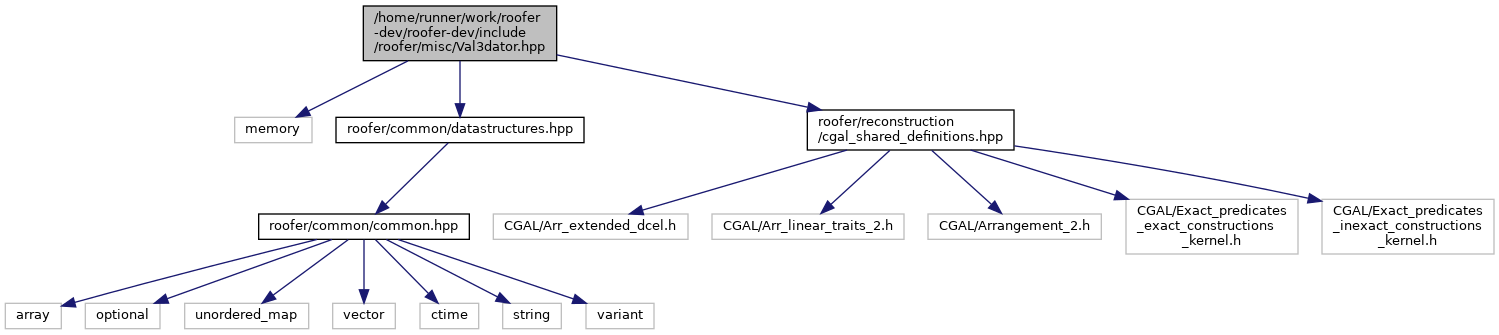 /home/runner/work/roofer
-dev/roofer-dev/include
/roofer/misc/Val3dator.hpp
memory
roofer/common/datastructures.hpp
roofer/reconstruction
/cgal_shared_definitions.hpp
roofer/common/common.hpp
CGAL/Arr_extended_dcel.h
CGAL/Arr_linear_traits_2.h
CGAL/Arrangement_2.h
CGAL/Exact_predicates
_exact_constructions
_kernel.h
CGAL/Exact_predicates
_inexact_constructions
_kernel.h
array
optional
unordered_map
vector
ctime
string
variant